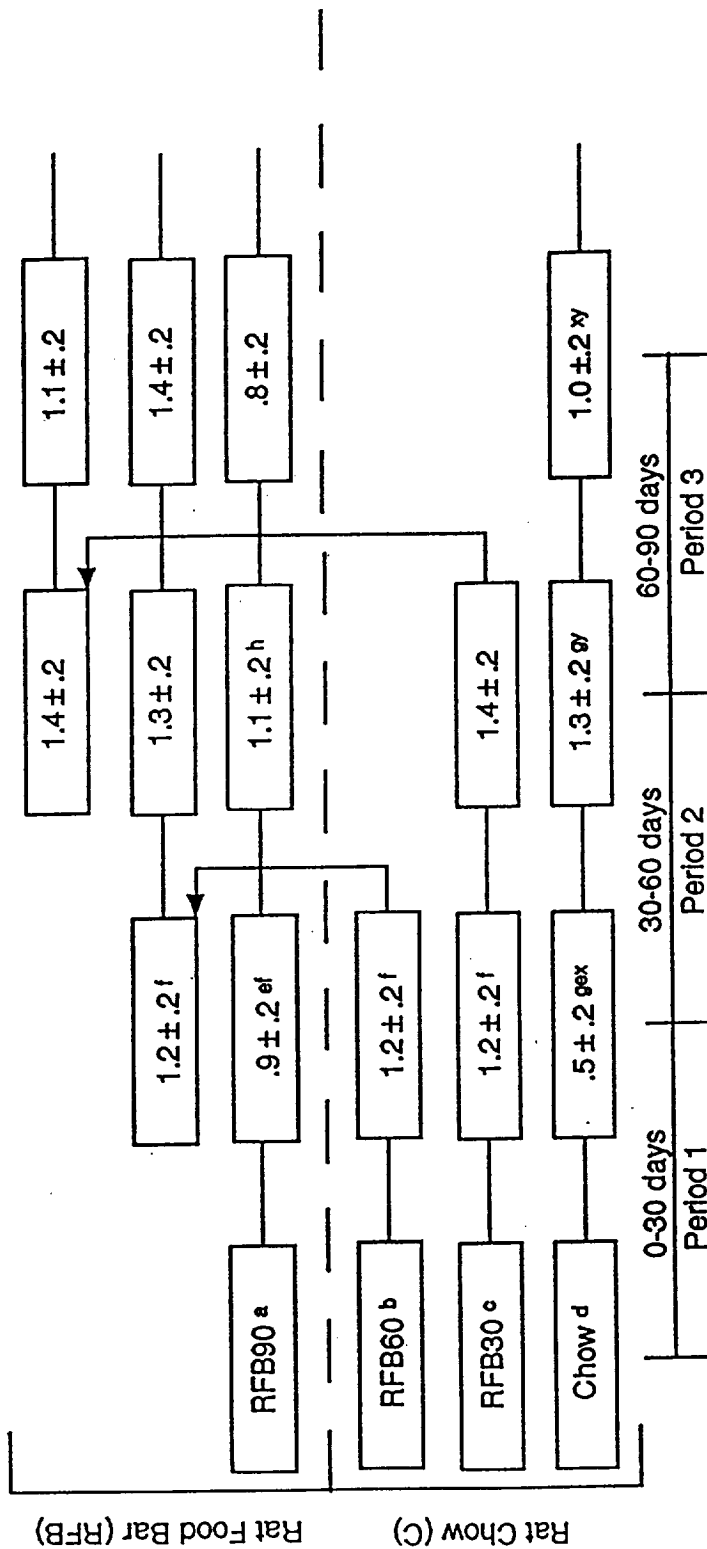 Rat Food Bar (RFB)
1.4 ± .2
1.1 ± .2
1.2 ± .2 f
1.3 ± .2
1.4 ± .2
RFB90 a
.9 ± .2 ef
1.1 ± .2 h
.8 ± .2
Rat Chow (C)
RFB60 b
1.2 ± .2 f
RFB30 c
1.2 ± .2 f
1.4 ± .2
Chow d
.5 ± .2 gex
1.3 ± .2 gy
1.0 ± .2 xy
0-30 days
30-60 days
60-90 days
Period 1
Period 2
Period 3